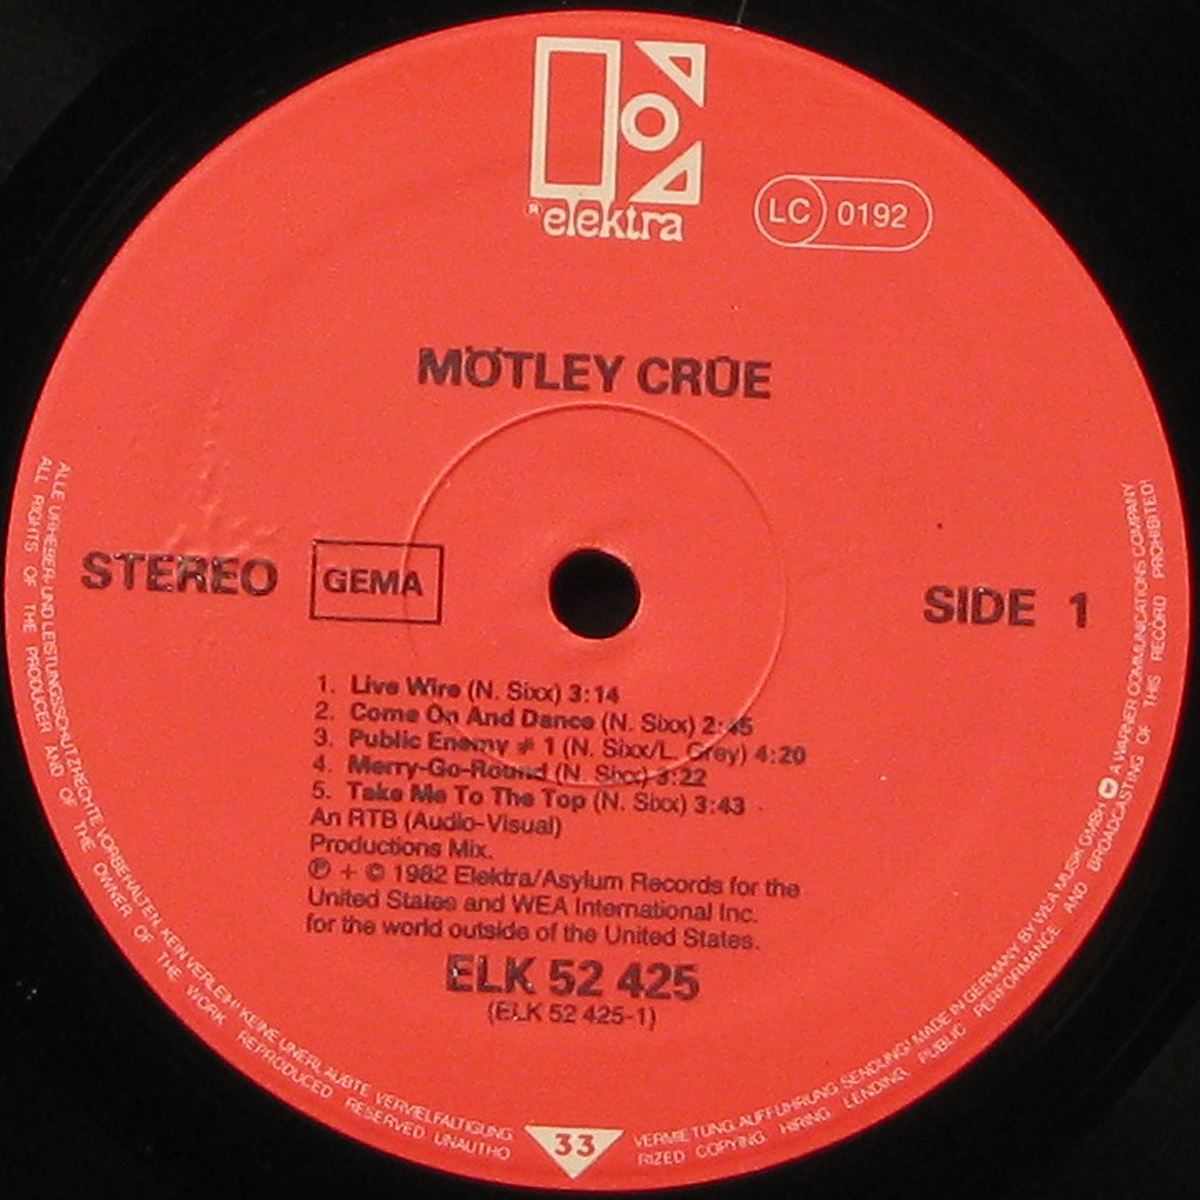 ® elektra
LC 0192
MÖTLEY CRÜE
STEREO GEMA SIDE 1
1. Live Wire (N. Sixx) 3:14
2. Come On And Dance (N. Sixx) 2:45
3. Public Enemy # 1 (N. Sixx/L. Grey) 4:20
4. Merry-Go-Round (N. Sixx) 3:22
5. Take Me To The Top (N. Sixx) 3:43
An RTB (Audio-Visual)
Productions Mix.
℗ + © 1982 Elektra/Asylum Records for the
United States and WEA International Inc.
for the world outside of the United States.
ELK 52 425
(ELK 52 425-1)
33
ALLE URHEBER- UND LEISTUNGSSCHUTZRECHTE VORBEHALTEN. KEIN VERLEIH! KEINE UNERLAUBTE VERVIELFÄLTIGUNG, VERMIETUNG, AUFFÜHRUNG, SENDUNG! MADE IN GERMANY BY WEA MUSIK GMBH A WARNER COMMUNICATIONS COMPANY
ALL RIGHTS OF THE PRODUCER AND OF THE OWNER OF THE WORK REPRODUCED RESERVED UNAUTHORIZED COPYING, HIRING, LENDING, PUBLIC PERFORMANCE AND BROADCASTING OF THIS RECORD PROHIBITED!